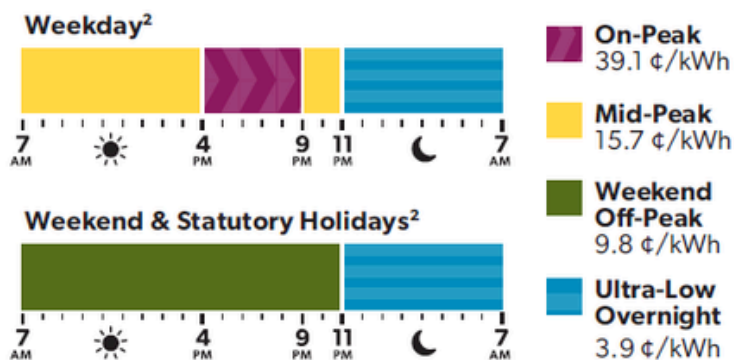 Weekday²
7 4 9 11 7
AM PM PM PM AM
Weekend & Statutory Holidays²
7 4 9 11 7
AM PM PM PM AM
On-Peak
39.1 ¢/kWh
Mid-Peak
15.7 ¢/kWh
Weekend
Off-Peak
9.8 ¢/kWh
Ultra-Low
Overnight
3.9 ¢/kWh